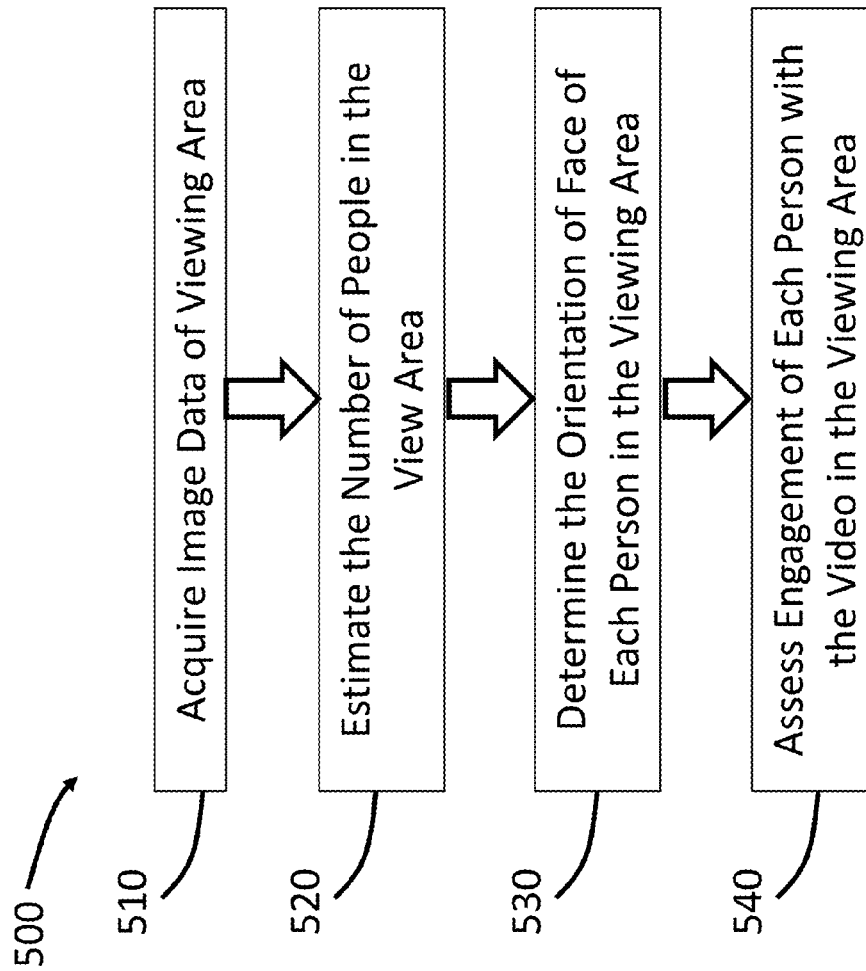 500
510
Acquire Image Data of Viewing Area
520
Estimate the Number of People in the
View Area
530
Determine the Orientation of Face of
Each Person in the Viewing Area
540
Assess Engagement of Each Person with
the Video in the Viewing Area